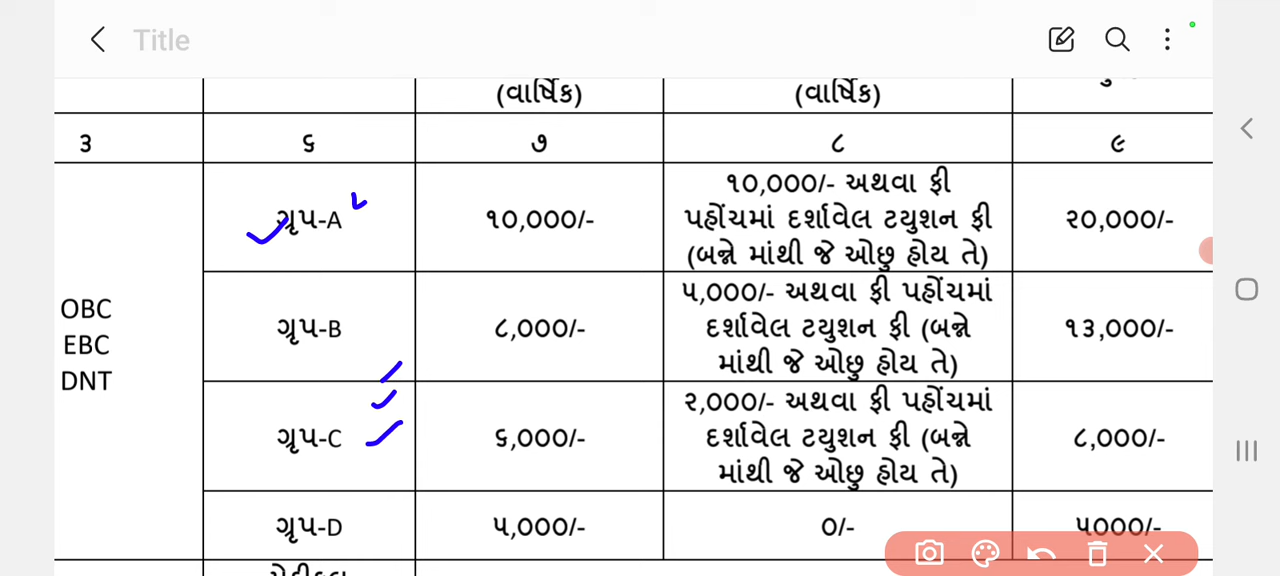 Title
(વાર્ષિક) (વાર્ષિક)
૩ ૬ ૭ ૮ ૯
OBC
EBC
DNT
ગ્રૃપ-A ૧૦,૦૦૦/- ૧૦,૦૦૦/- અથવા ફી
પહોંચમાં દર્શાવેલ ટયુશન ફી
(બન્ને માંથી જે ઓછુ હોય તે) ૨૦,૦૦૦/-
ગ્રૃપ-B ૮,૦૦૦/- ૫,૦૦૦/- અથવા ફી પહોંચમાં
દર્શાવેલ ટયુશન ફી (બન્ને
માંથી જે ઓછુ હોય તે) ૧૩,૦૦૦/-
ગ્રૃપ-C ૬,૦૦૦/- ૨,૦૦૦/- અથવા ફી પહોંચમાં
દર્શાવેલ ટયુશન ફી (બન્ને
માંથી જે ઓછુ હોય તે) ૮,૦૦૦/-
ગ્રૃપ-D ૫,૦૦૦/- ૦/- ૫૦૦૦/-